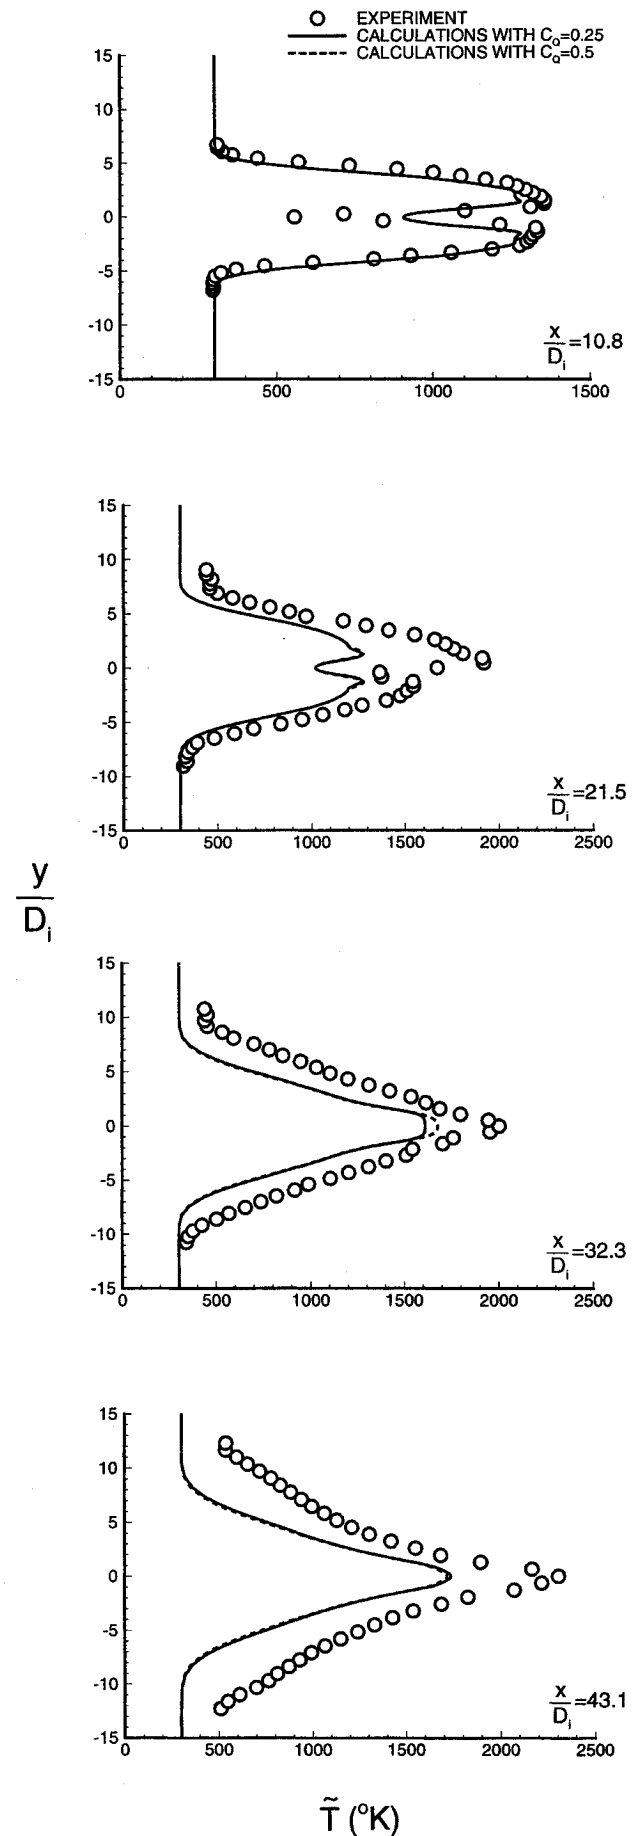 EXPERIMENT
CALCULATIONS WITH C_Q=0.25
CALCULATIONS WITH C_Q=0.5
15
10
5
0
-5
-10
-15
0 500 1000 1500
x/D_i=10.8
15
10
5
0
-5
-10
-15
0 500 1000 1500 2000 2500
x/D_i=21.5
y/D_i
15
10
5
0
-5
-10
-15
0 500 1000 1500 2000 2500
x/D_i=32.3
15
10
5
0
-5
-10
-15
0 500 1000 1500 2000 2500
x/D_i=43.1
T̃ (°K)